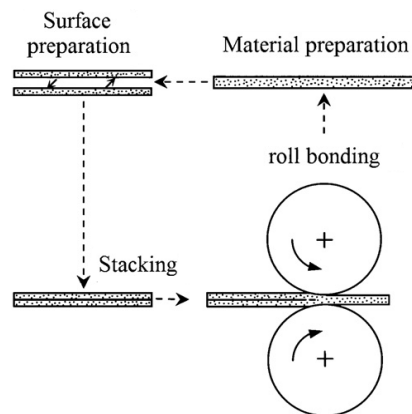 Surface
preparation
Material preparation
roll bonding
Stacking